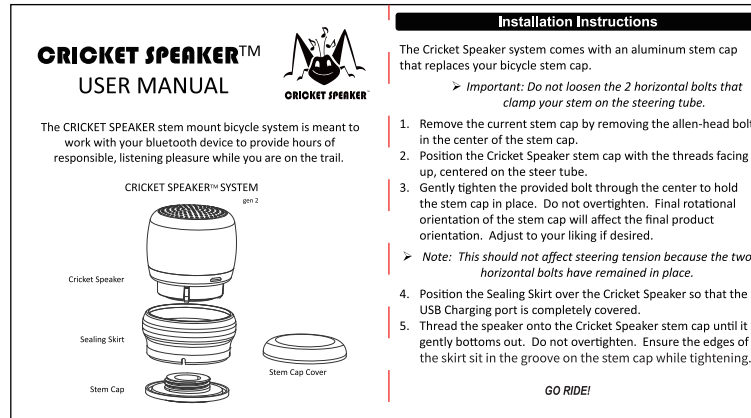 CRICKET SPEAKER™
USER MANUAL
CRICKET SPEAKER™
The CRICKET SPEAKER stem mount bicycle system is meant to
work with your bluetooth device to provide hours of
responsible, listening pleasure while you are on the trail.
CRICKET SPEAKER™ SYSTEM
gen 2
Cricket Speaker
Sealing Skirt
Stem Cap Cover
Stem Cap
Installation Instructions
The Cricket Speaker system comes with an aluminum stem cap
that replaces your bicycle stem cap.
➢ Important: Do not loosen the 2 horizontal bolts that
clamp your stem on the steering tube.
1. Remove the current stem cap by removing the allen-head bolt
in the center of the stem cap.
2. Position the Cricket Speaker stem cap with the threads facing
up, centered on the steer tube.
3. Gently tighten the provided bolt through the center to hold
the stem cap in place. Do not overtighten. Final rotational
orientation of the stem cap will affect the final product
orientation. Adjust to your liking if desired.
➢ Note: This should not affect steering tension because the two
horizontal bolts have remained in place.
4. Position the Sealing Skirt over the Cricket Speaker so that the
USB Charging port is completely covered.
5. Thread the speaker onto the Cricket Speaker stem cap until it
gently bottoms out. Do not overtighten. Ensure the edges of
the skirt sit in the groove on the stem cap while tightening.
GO RIDE!